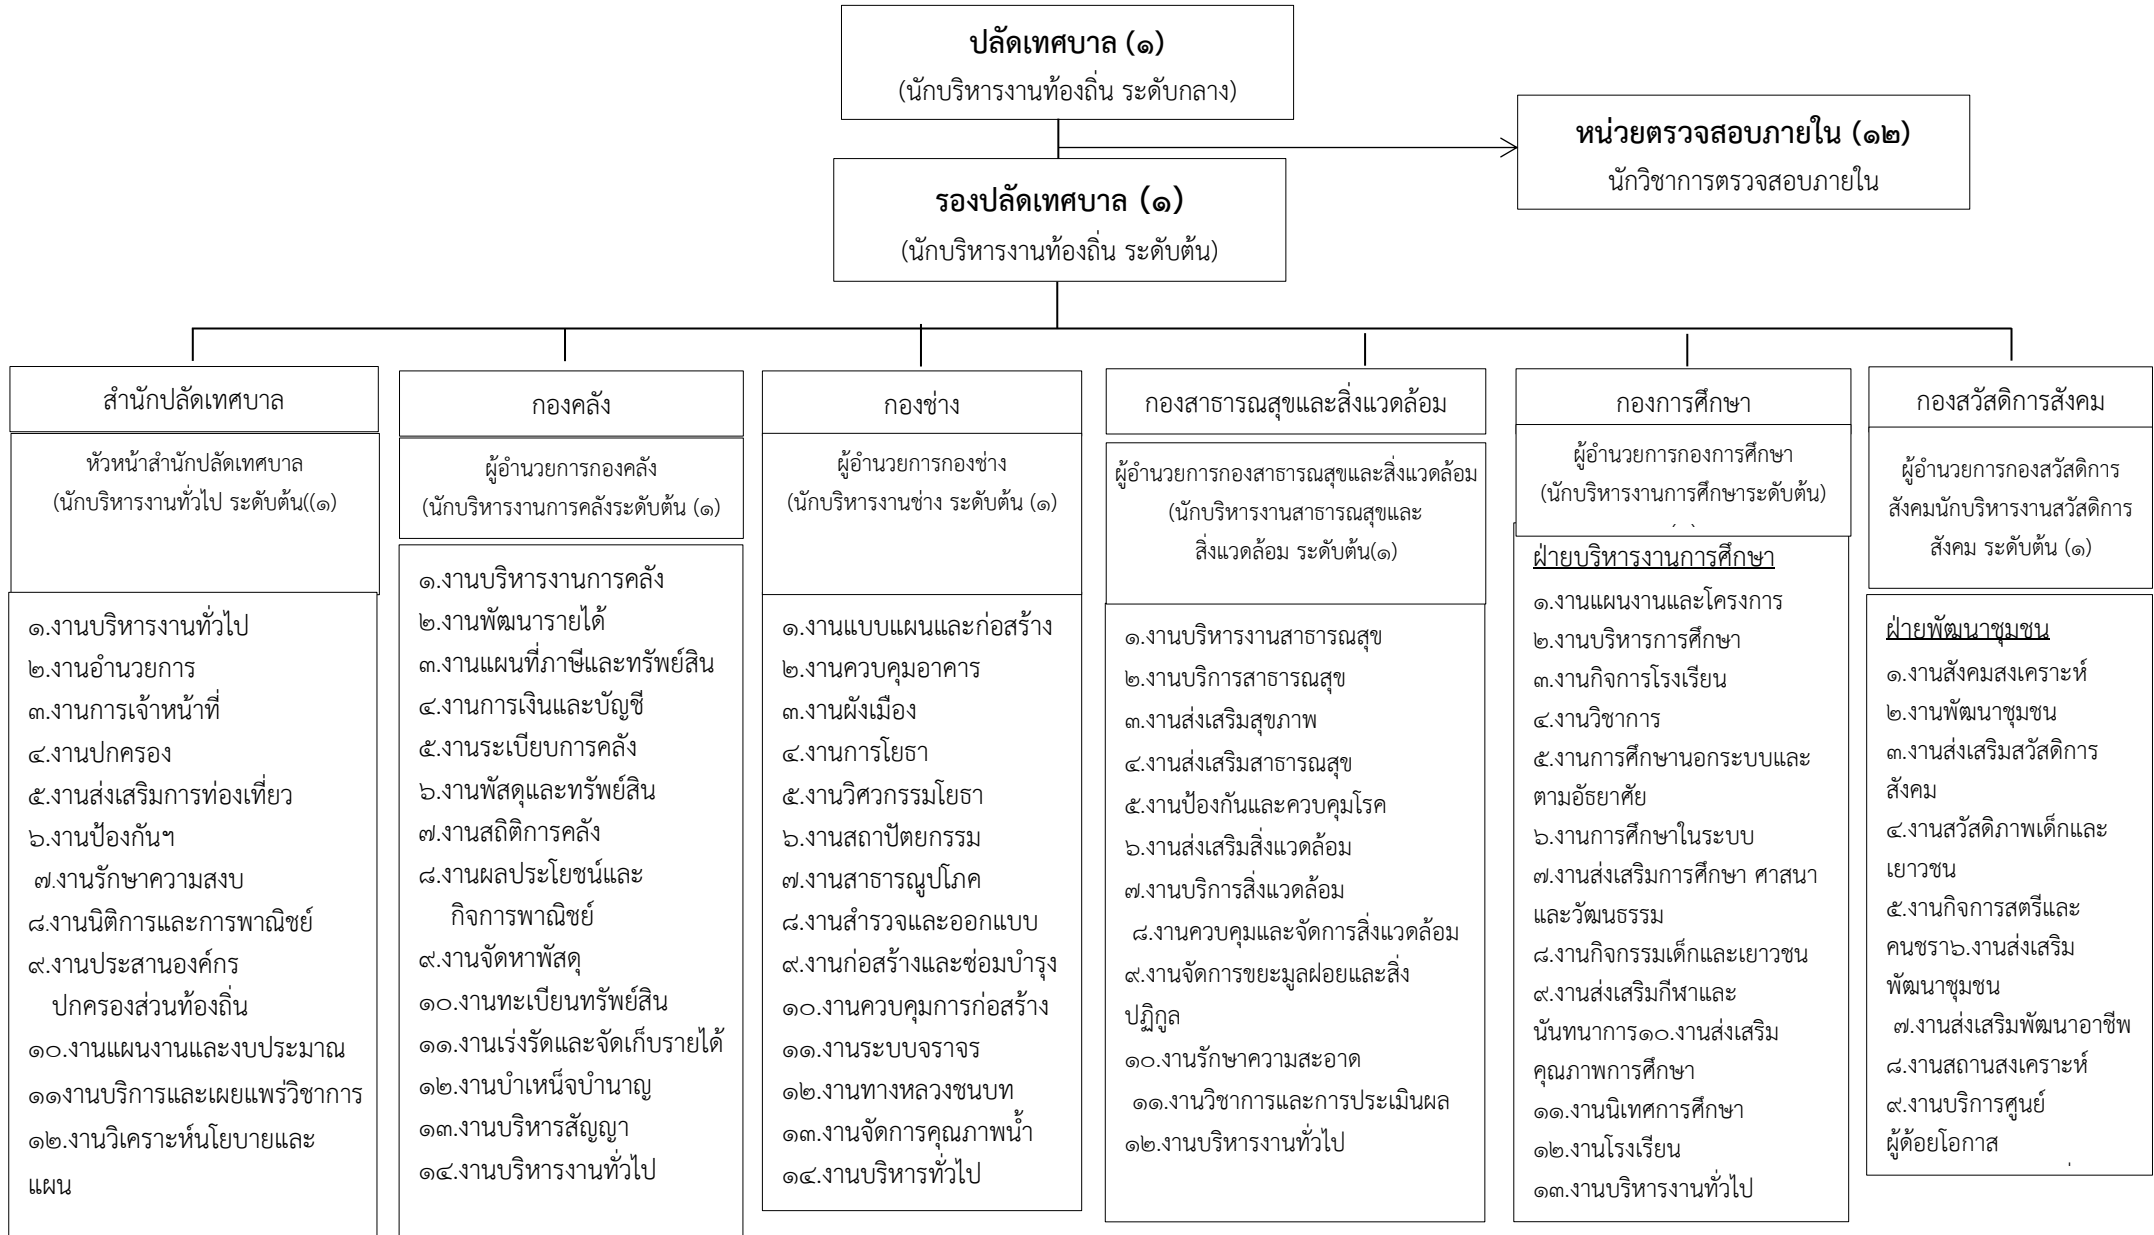 ปลัดเทศบาล (๑)
(นักบริหารงานท้องถิ่น ระดับกลาง)
หน่วยตรวจสอบภายใน (๑๒)
นักวิชาการตรวจสอบภายใน
รองปลัดเทศบาล (๑)
(นักบริหารงานท้องถิ่น ระดับต้น)
สำนักปลัดเทศบาล
หัวหน้าสำนักปลัดเทศบาล
(นักบริหารงานทั่วไป ระดับต้น((๑)
๑.งานบริหารงานทั่วไป
๒.งานอำนวยการ
๓.งานการเจ้าหน้าที่
๔.งานปกครอง
๕.งานส่งเสริมการท่องเที่ยว
๖.งานป้องกันฯ
๗.งานรักษาความสงบ
๘.งานนิติการและการพาณิชย์
๙.งานประสานองค์กร
ปกครองส่วนท้องถิ่น
๑๐.งานแผนงานและงบประมาณ
๑๑งานบริการและเผยแพร่วิชาการ
๑๒.งานวิเคราะห์นโยบายและ
แผน
กองคลัง
ผู้อำนวยการกองคลัง
(นักบริหารงานการคลังระดับต้น (๑)
๑.งานบริหารงานการคลัง
๒.งานพัฒนารายได้
๓.งานแผนที่ภาษีและทรัพย์สิน
๔.งานการเงินและบัญชี
๕.งานระเบียบการคลัง
๖.งานพัสดุและทรัพย์สิน
๗.งานสถิติการคลัง
๘.งานผลประโยชน์และ
กิจการพาณิชย์
๙.งานจัดหาพัสดุ
๑๐.งานทะเบียนทรัพย์สิน
๑๑.งานเร่งรัดและจัดเก็บรายได้
๑๒.งานบำเหน็จบำนาญ
๑๓.งานบริหารสัญญา
๑๔.งานบริหารงานทั่วไป
กองช่าง
ผู้อำนวยการกองช่าง
(นักบริหารงานช่าง ระดับต้น (๑)
๑.งานแบบแผนและก่อสร้าง
๒.งานควบคุมอาคาร
๓.งานผังเมือง
๔.งานการโยธา
๕.งานวิศวกรรมโยธา
๖.งานสถาปัตยกรรม
๗.งานสาธารณูปโภค
๘.งานสำรวจและออกแบบ
๙.งานก่อสร้างและซ่อมบำรุง
๑๐.งานควบคุมการก่อสร้าง
๑๑.งานระบบจราจร
๑๒.งานทางหลวงชนบท
๑๓.งานจัดการคุณภาพน้ำ
๑๔.งานบริหารทั่วไป
กองสาธารณสุขและสิ่งแวดล้อม
ผู้อำนวยการกองสาธารณสุขและสิ่งแวดล้อม
(นักบริหารงานสาธารณสุขและ
สิ่งแวดล้อม ระดับต้น(๑)
๑.งานบริหารงานสาธารณสุข
๒.งานบริการสาธารณสุข
๓.งานส่งเสริมสุขภาพ
๔.งานส่งเสริมสาธารณสุข
๕.งานป้องกันและควบคุมโรค
๖.งานส่งเสริมสิ่งแวดล้อม
๗.งานบริการสิ่งแวดล้อม
๘.งานควบคุมและจัดการสิ่งแวดล้อม
๙.งานจัดการขยะมูลฝอยและสิ่ง
ปฏิกูล
๑๐.งานรักษาความสะอาด
๑๑.งานวิชาการและการประเมินผล
๑๒.งานบริหารงานทั่วไป
กองการศึกษา
ผู้อำนวยการกองการศึกษา
(นักบริหารงานการศึกษาระดับต้น)
ฝ่ายบริหารงานการศึกษา
๑.งานแผนงานและโครงการ
๒.งานบริหารการศึกษา
๓.งานกิจการโรงเรียน
๔.งานวิชาการ
๕.งานการศึกษานอกระบบและ
ตามอัธยาศัย
๖.งานการศึกษาในระบบ
๗.งานส่งเสริมการศึกษา ศาสนา
และวัฒนธรรม
๘.งานกิจกรรมเด็กและเยาวชน
๙.งานส่งเสริมกีฬาและ
นันทนาการ๑๐.งานส่งเสริม
คุณภาพการศึกษา
๑๑.งานนิเทศการศึกษา
๑๒.งานโรงเรียน
๑๓.งานบริหารงานทั่วไป
กองสวัสดิการสังคม
ผู้อำนวยการกองสวัสดิการ
สังคมนักบริหารงานสวัสดิการ
สังคม ระดับต้น (๑)
ฝ่ายพัฒนาชุมชน
๑.งานสังคมสงเคราะห์
๒.งานพัฒนาชุมชน
๓.งานส่งเสริมสวัสดิการ
สังคม
๔.งานสวัสดิภาพเด็กและ
เยาวชน
๕.งานกิจการสตรีและ
คนชรา๖.งานส่งเสริม
พัฒนาชุมชน
๗.งานส่งเสริมพัฒนาอาชีพ
๘.งานสถานสงเคราะห์
๙.งานบริการศูนย์
ผู้ด้อยโอกาส